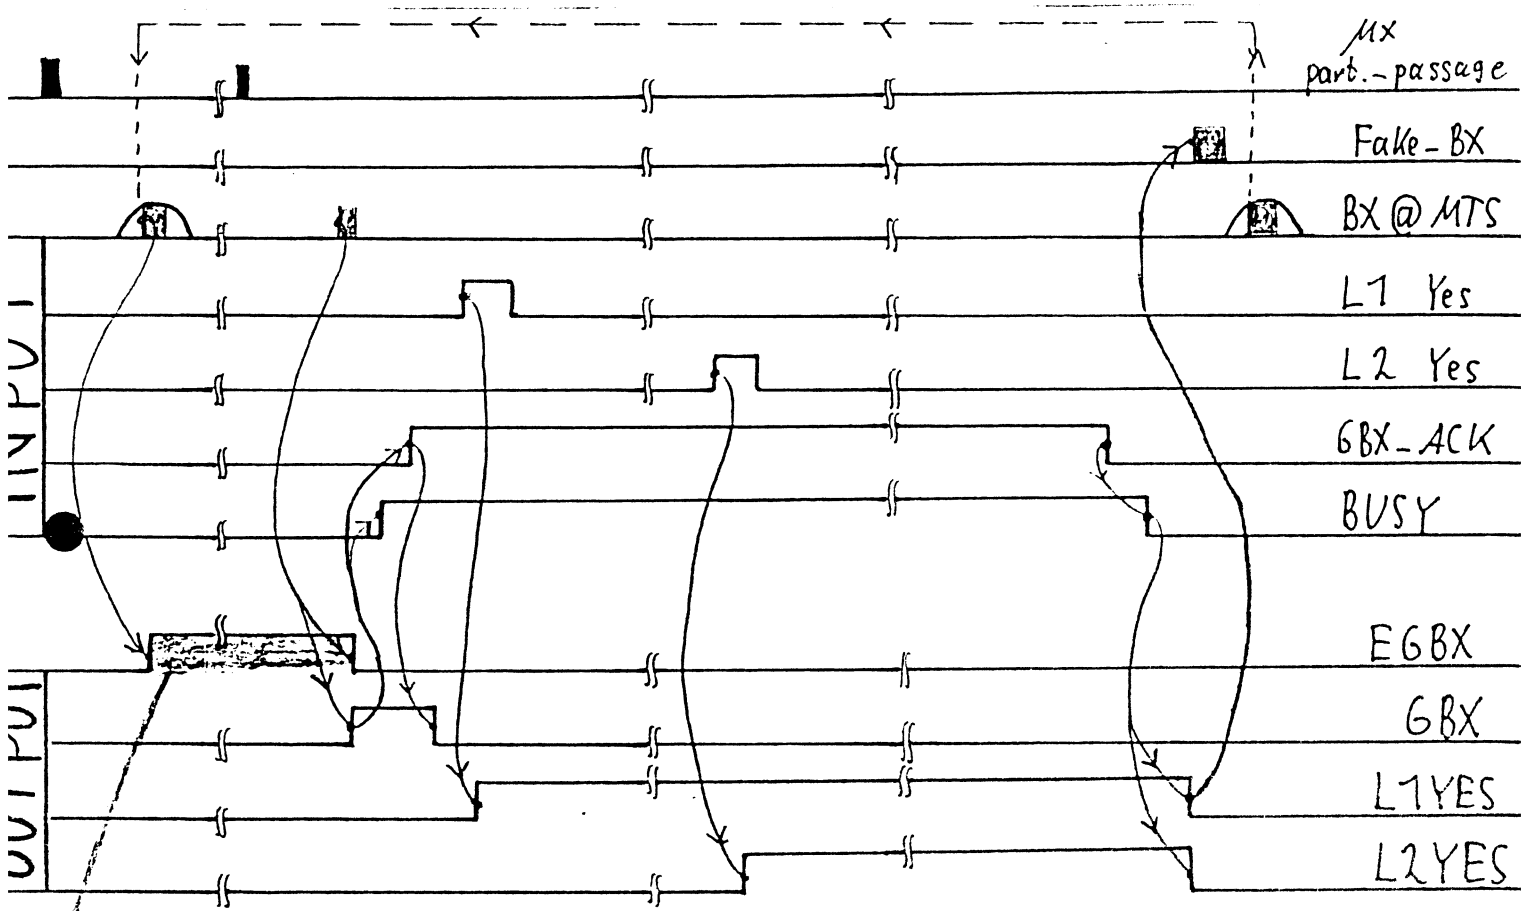 MX
part.-passage
Fake-BX
BX @ MTS
L1 Yes
L2 Yes
GBX-ACK
BUSY
INPUT
EGBX
GBX
L1YES
L2YES
OUTPUT